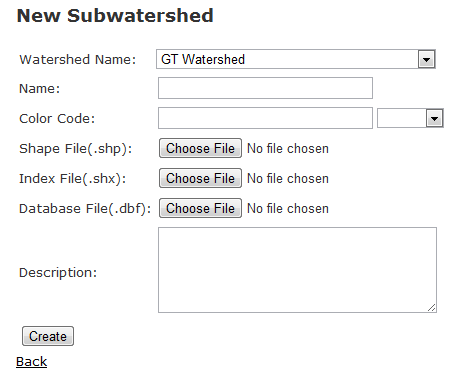 New Subwatershed
Watershed Name: GT Watershed
Name:
Color Code:
Shape File(.shp): Choose File No file chosen
Index File(.shx): Choose File No file chosen
Database File(.dbf): Choose File No file chosen
Description:
Create
Back